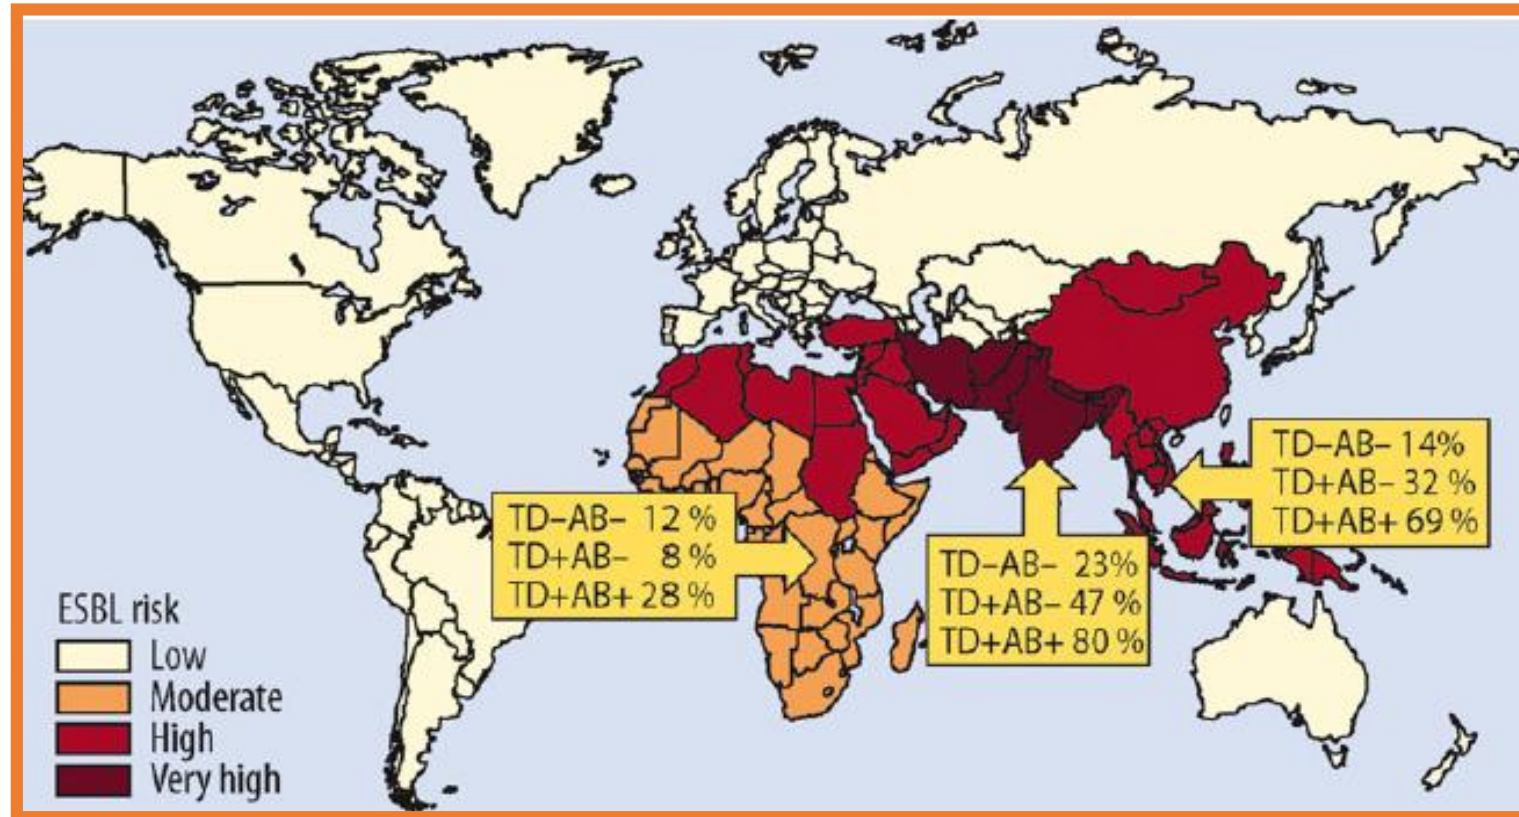 TD–AB– 14%
TD+AB– 32 %
TD+AB+ 69 %
TD–AB– 12 %
TD+AB– 8 %
TD+AB+ 28 %
TD–AB– 23%
TD+AB– 47 %
TD+AB+ 80 %
ESBL risk
Low
Moderate
High
Very high